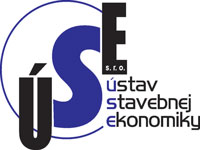 ÚSE
s. r. o.
ústav
stavebnej
ekonomiky